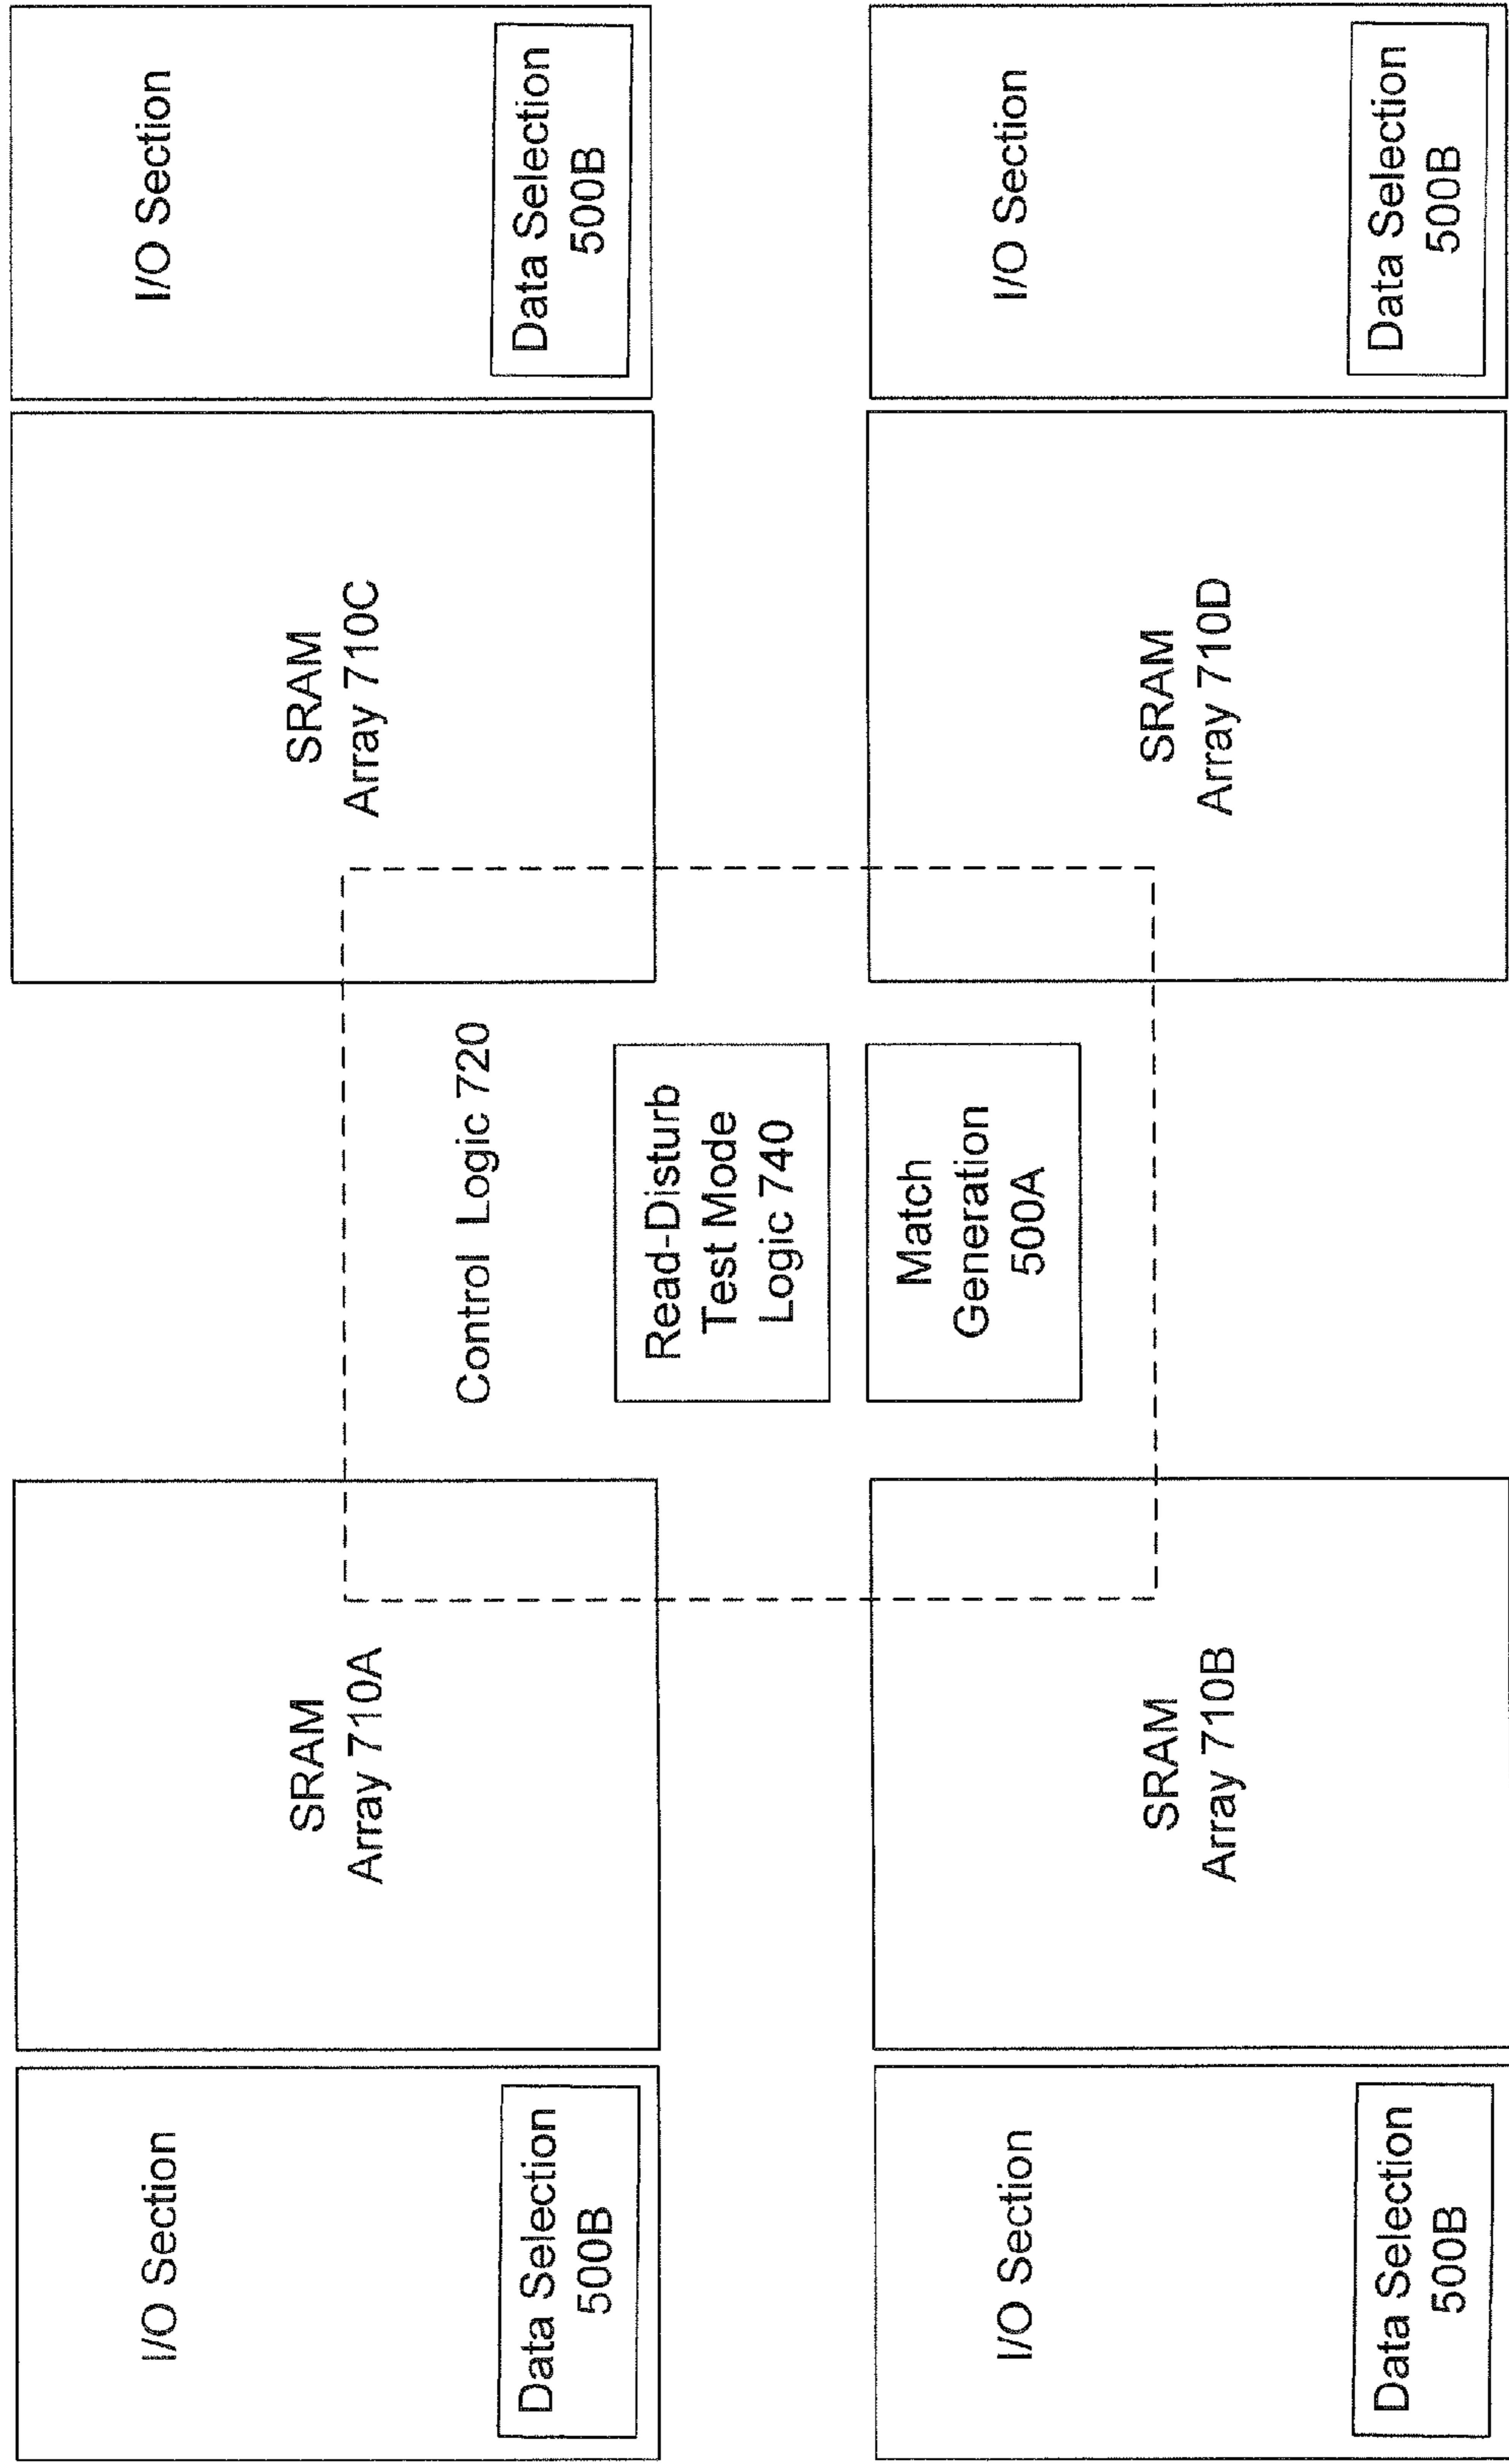 I/O Section
Data Selection
500B
SRAM
Array 710A
Control Logic 720
Read-Disturb
Test Mode
Logic 740
Match
Generation
500A
SRAM
Array 710C
I/O Section
Data Selection
500B
I/O Section
Data Selection
500B
SRAM
Array 710B
SRAM
Array 710D
I/O Section
Data Selection
500B